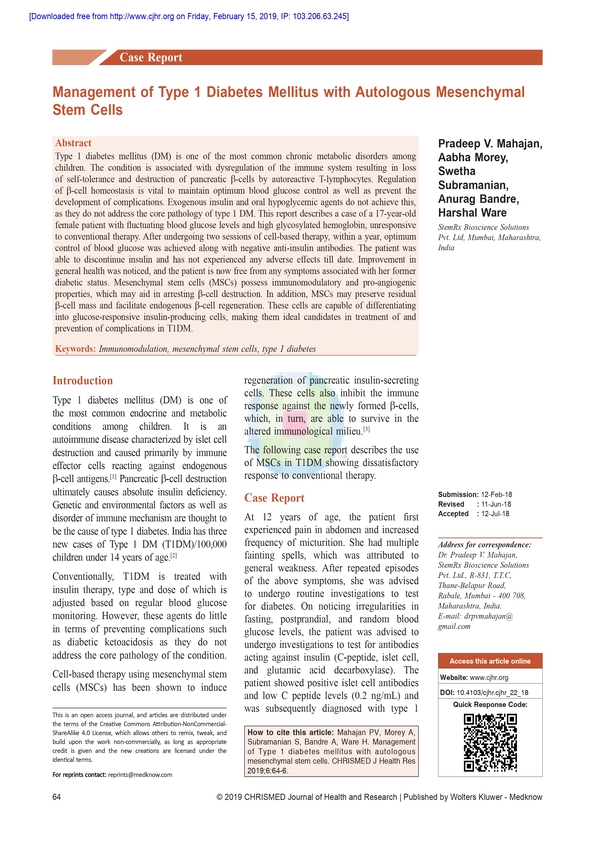 [Downloaded free from http://www.cjhr.org on Friday, February 15, 2019, IP: 103.206.63.245]
Case Report
Management of Type 1 Diabetes Mellitus with Autologous Mesenchymal
Stem Cells
Abstract
Type 1 diabetes mellitus (DM) is one of the most common chronic metabolic disorders among
children. The condition is associated with dysregulation of the immune system resulting in loss
of self-tolerance and destruction of pancreatic β-cells by autoreactive T-lymphocytes. Regulation
of β-cell homeostasis is vital to maintain optimum blood glucose control as well as prevent the
development of complications. Exogenous insulin and oral hypoglycemic agents do not achieve this,
as they do not address the core pathology of type 1 DM. This report describes a case of a 17-year-old
female patient with fluctuating blood glucose levels and high glycosylated hemoglobin, unresponsive
to conventional therapy. After undergoing two sessions of cell-based therapy, within a year, optimum
control of blood glucose was achieved along with negative anti-insulin antibodies. The patient was
able to discontinue insulin and has not experienced any adverse effects till date. Improvement in
general health was noticed, and the patient is now free from any symptoms associated with her former
diabetic status. Mesenchymal stem cells (MSCs) possess immunomodulatory and pro-angiogenic
properties, which may aid in arresting β-cell destruction. In addition, MSCs may preserve residual
β-cell mass and facilitate endogenous β-cell regeneration. These cells are capable of differentiating
into glucose-responsive insulin-producing cells, making them ideal candidates in treatment of and
prevention of complications in T1DM.
Keywords: Immunomodulation, mesenchymal stem cells, type 1 diabetes
Pradeep V. Mahajan,
Aabha Morey,
Swetha
Subramanian,
Anurag Bandre,
Harshal Ware
StemRx Bioscience Solutions
Pvt. Ltd, Mumbai, Maharashtra,
India
Introduction
Type 1 diabetes mellitus (DM) is one of
the most common endocrine and metabolic
conditions among children. It is an
autoimmune disease characterized by islet cell
destruction and caused primarily by immune
effector cells reacting against endogenous
β-cell antigens.[1] Pancreatic β-cell destruction
ultimately causes absolute insulin deficiency.
Genetic and environmental factors as well as
disorder of immune mechanism are thought to
be the cause of type 1 diabetes. India has three
new cases of Type 1 DM (T1DM)/100,000
children under 14 years of age.[2]
Conventionally, T1DM is treated with
insulin therapy, type and dose of which is
adjusted based on regular blood glucose
monitoring. However, these agents do little
in terms of preventing complications such
as diabetic ketoacidosis as they do not
address the core pathology of the condition.
Cell-based therapy using mesenchymal stem
cells (MSCs) has been shown to induce
regeneration of pancreatic insulin-secreting
cells. These cells also inhibit the immune
response against the newly formed β-cells,
which, in turn, are able to survive in the
altered immunological milieu.[3]
The following case report describes the use
of MSCs in T1DM showing dissatisfactory
response to conventional therapy.
Case Report
At 12 years of age, the patient first
experienced pain in abdomen and increased
frequency of micturition. She had multiple
fainting spells, which was attributed to
general weakness. After repeated episodes
of the above symptoms, she was advised
to undergo routine investigations to test
for diabetes. On noticing irregularities in
fasting, postprandial, and random blood
glucose levels, the patient was advised to
undergo investigations to test for antibodies
acting against insulin (C-peptide, islet cell,
and glutamic acid decarboxylase). The
patient showed positive islet cell antibodies
and low C peptide levels (0.2 ng/mL) and
was subsequently diagnosed with type 1
Submission: 12-Feb-18
Revised : 11-Jun-18
Accepted : 12-Jul-18
Address for correspondence:
Dr. Pradeep V. Mahajan,
StemRx Bioscience Solutions
Pvt. Ltd., R-831, T.T.C,
Thane-Belapur Road,
Rabale, Mumbai - 400 708,
Maharashtra, India.
E-mail: drpvmahajan@
gmail.com
Access this article online
Website: www.cjhr.org
DOI: 10.4103/cjhr.cjhr_22_18
Quick Response Code:
This is an open access journal, and articles are distributed under
the terms of the Creative Commons Attribution-NonCommercial-
ShareAlike 4.0 License, which allows others to remix, tweak, and
build upon the work non-commercially, as long as appropriate
credit is given and the new creations are licensed under the
identical terms.
For reprints contact: reprints@medknow.com
How to cite this article: Mahajan PV, Morey A,
Subramanian S, Bandre A, Ware H. Management
of Type 1 diabetes mellitus with autologous
mesenchymal stem cells. CHRISMED J Health Res
2019;6:64-6.
64
© 2019 CHRISMED Journal of Health and Research | Published by Wolters Kluwer - Medknow